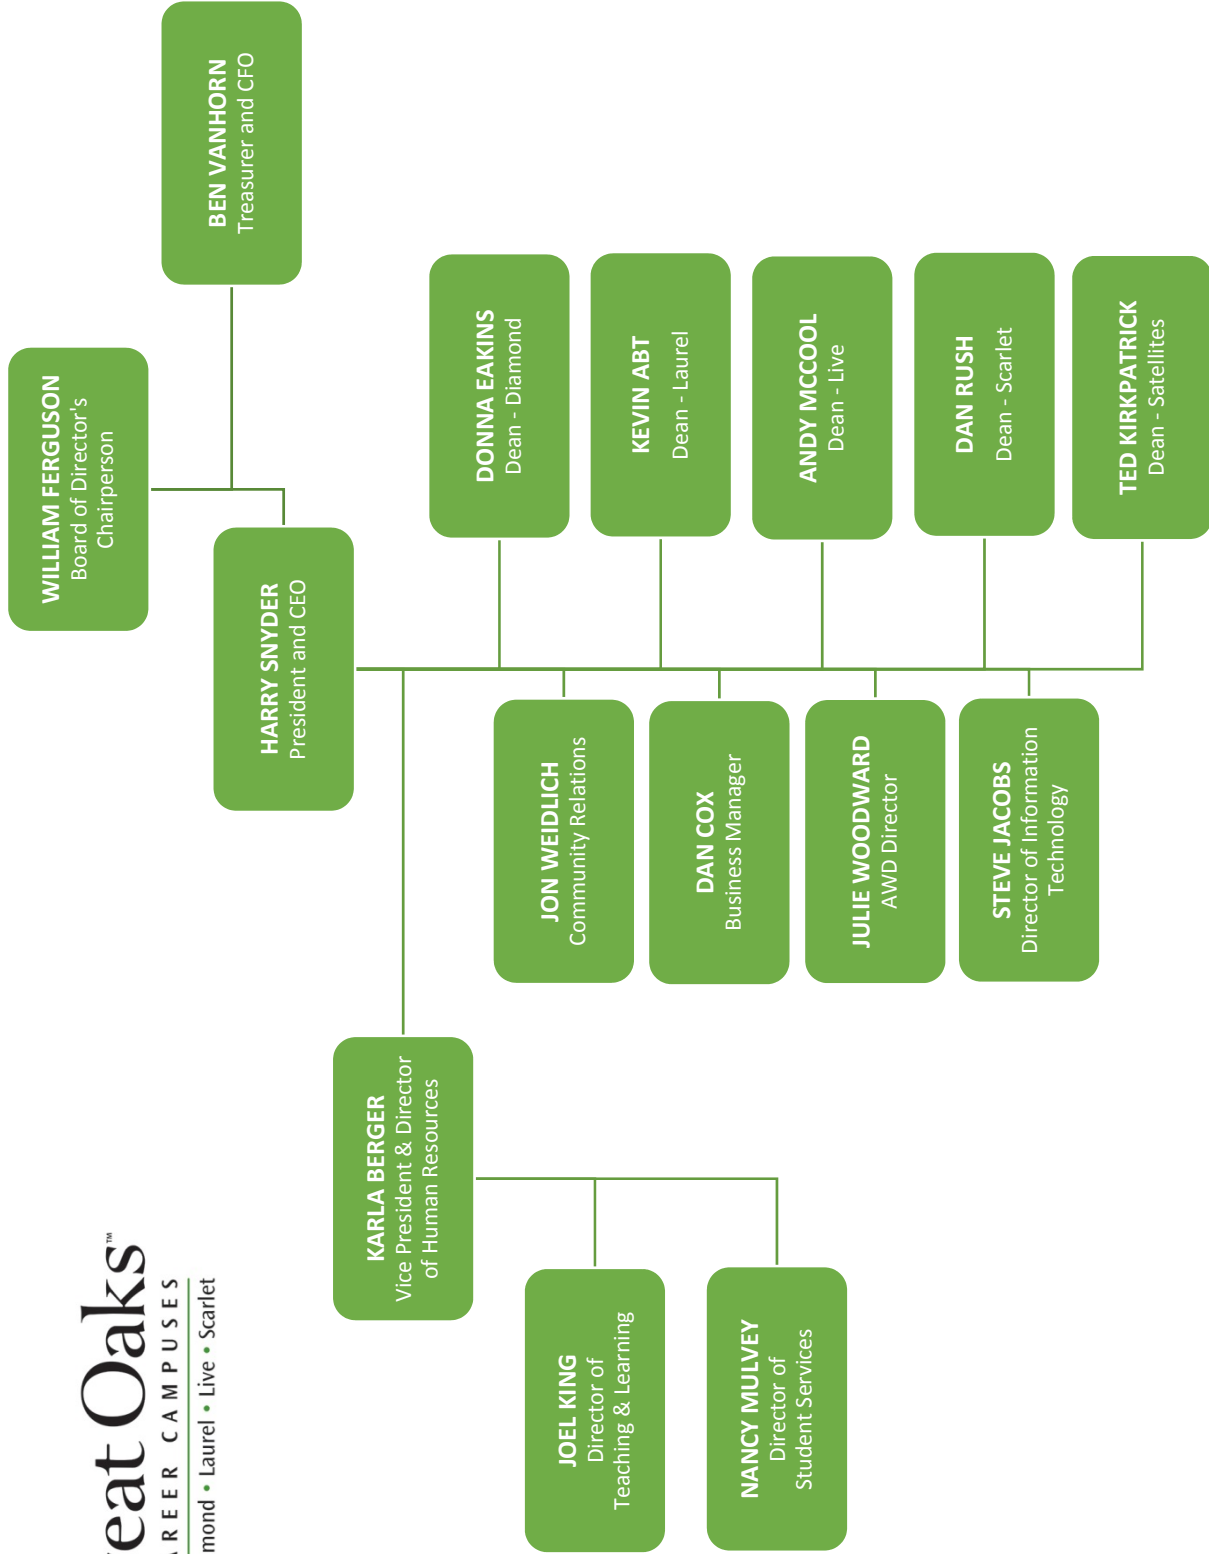 reat Oaks™
AREER CAMPUSES
mond • Laurel • Live • Scarlet
WILLIAM FERGUSON
Board of Director's
Chairperson
BEN VANHORN
Treasurer and CFO
HARRY SNYDER
President and CEO
KARLA BERGER
Vice President & Director
of Human Resources
JOEL KING
Director of
Teaching & Learning
NANCY MULVEY
Director of
Student Services
JON WEIDLICH
Community Relations
DAN COX
Business Manager
JULIE WOODWARD
AWD Director
STEVE JACOBS
Director of Information
Technology
DONNA EAKINS
Dean - Diamond
KEVIN ABT
Dean - Laurel
ANDY MCCOOL
Dean - Live
DAN RUSH
Dean - Scarlet
TED KIRKPATRICK
Dean - Satellites